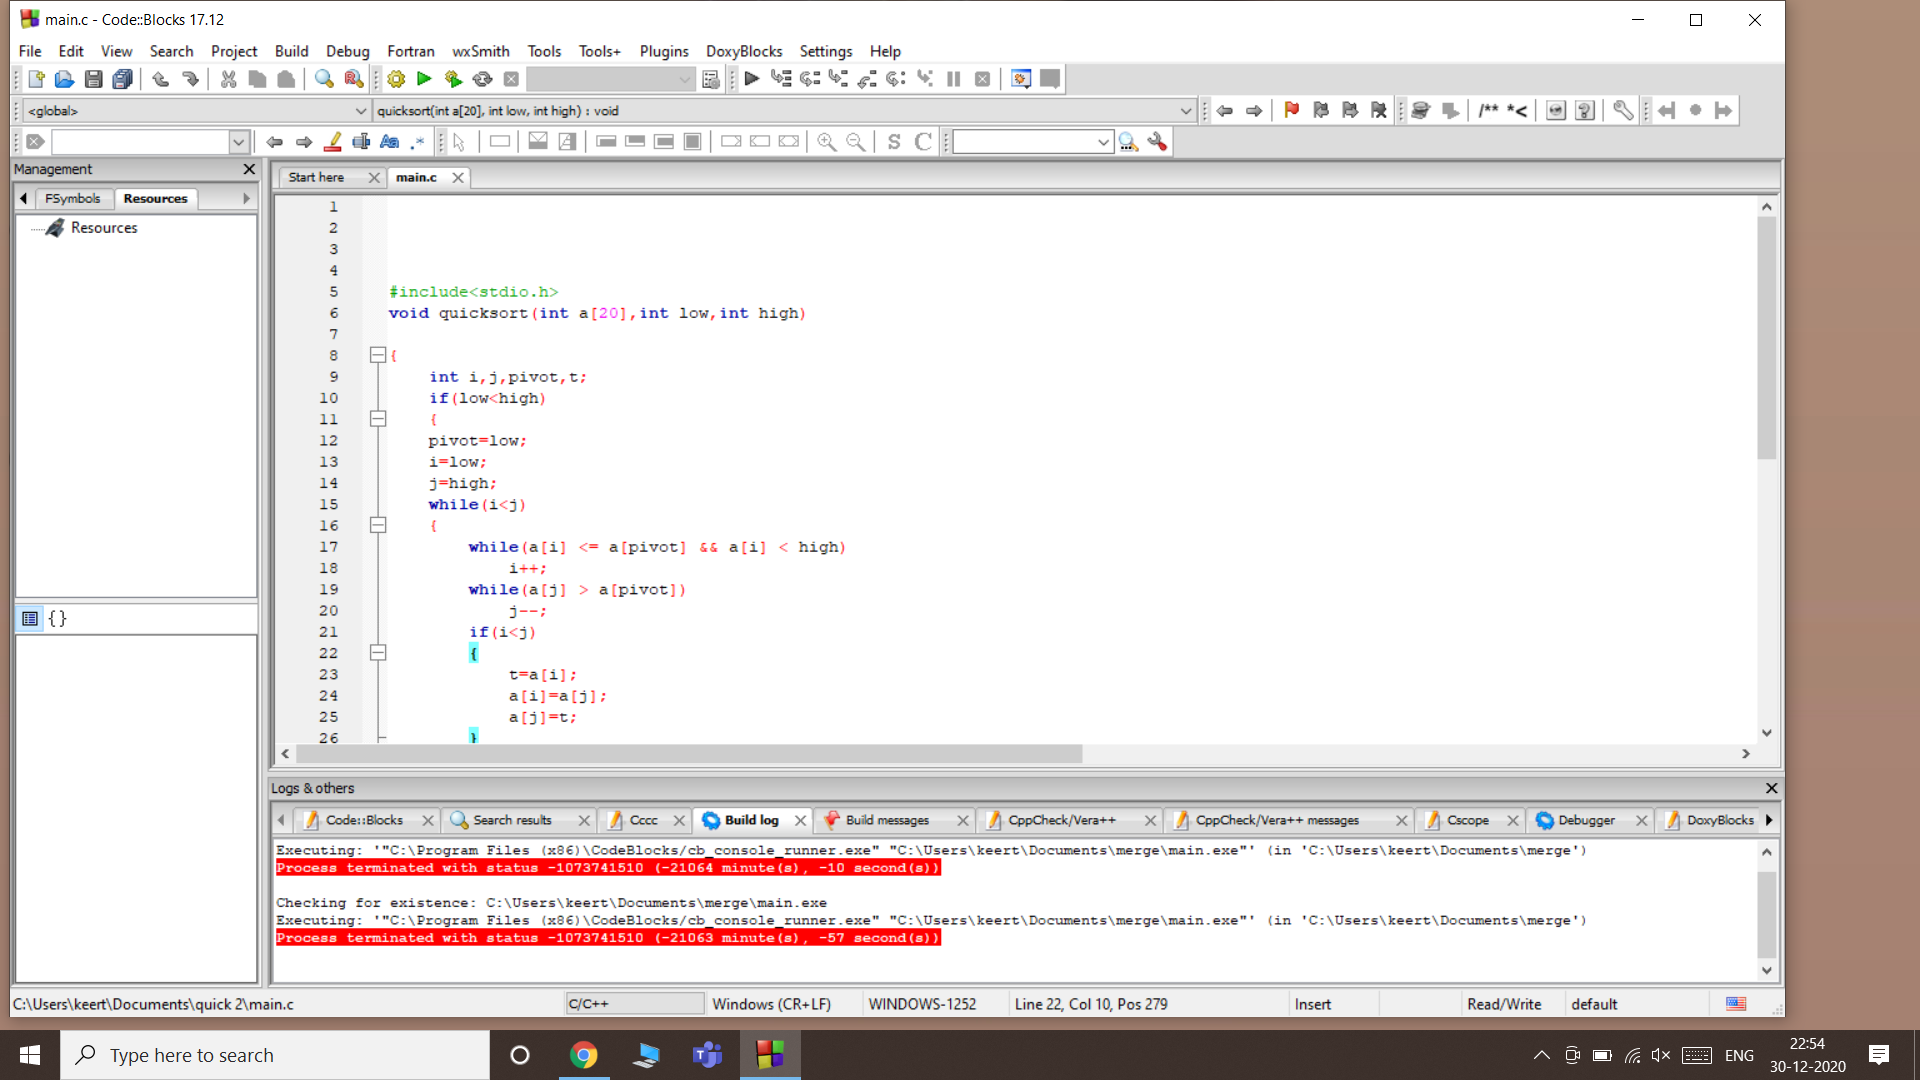 main.c - Code::Blocks 17.12
File Edit View Search Project Build Debug Fortran wxSmith Tools Tools+ Plugins DoxyBlocks Settings Help
<global> quicksort(int a[20], int low, int high) : void
/** *<
Aa .* S C
Management
FSymbols Resources
Resources
{}
Start here main.c
1
2
3
4
5 #include<stdio.h>
6 void quicksort(int a[20],int low,int high)
7
8 {
9 int i,j,pivot,t;
10 if(low<high)
11 {
12 pivot=low;
13 i=low;
14 j=high;
15 while(i<j)
16 {
17 while(a[i] <= a[pivot] && a[i] < high)
18 i++;
19 while(a[j] > a[pivot])
20 j--;
21 if(i<j)
22 {
23 t=a[i];
24 a[i]=a[j];
25 a[j]=t;
26 }
Logs & others
Code::Blocks Search results Cccc Build log Build messages CppCheck/Vera++ CppCheck/Vera++ messages Cscope Debugger DoxyBlocks
Executing: '"C:\Program Files (x86)\CodeBlocks/cb_console_runner.exe" "C:\Users\keert\Documents\merge\main.exe"' (in 'C:\Users\keert\Documents\merge')
Process terminated with status -1073741510 (-21064 minute(s), -10 second(s))
Checking for existence: C:\Users\keert\Documents\merge\main.exe
Executing: '"C:\Program Files (x86)\CodeBlocks/cb_console_runner.exe" "C:\Users\keert\Documents\merge\main.exe"' (in 'C:\Users\keert\Documents\merge')
Process terminated with status -1073741510 (-21063 minute(s), -57 second(s))
C:\Users\keert\Documents\quick 2\main.c C/C++ Windows (CR+LF) WINDOWS-1252 Line 22, Col 10, Pos 279 Insert Read/Write default
Type here to search
ENG
22:54
30-12-2020